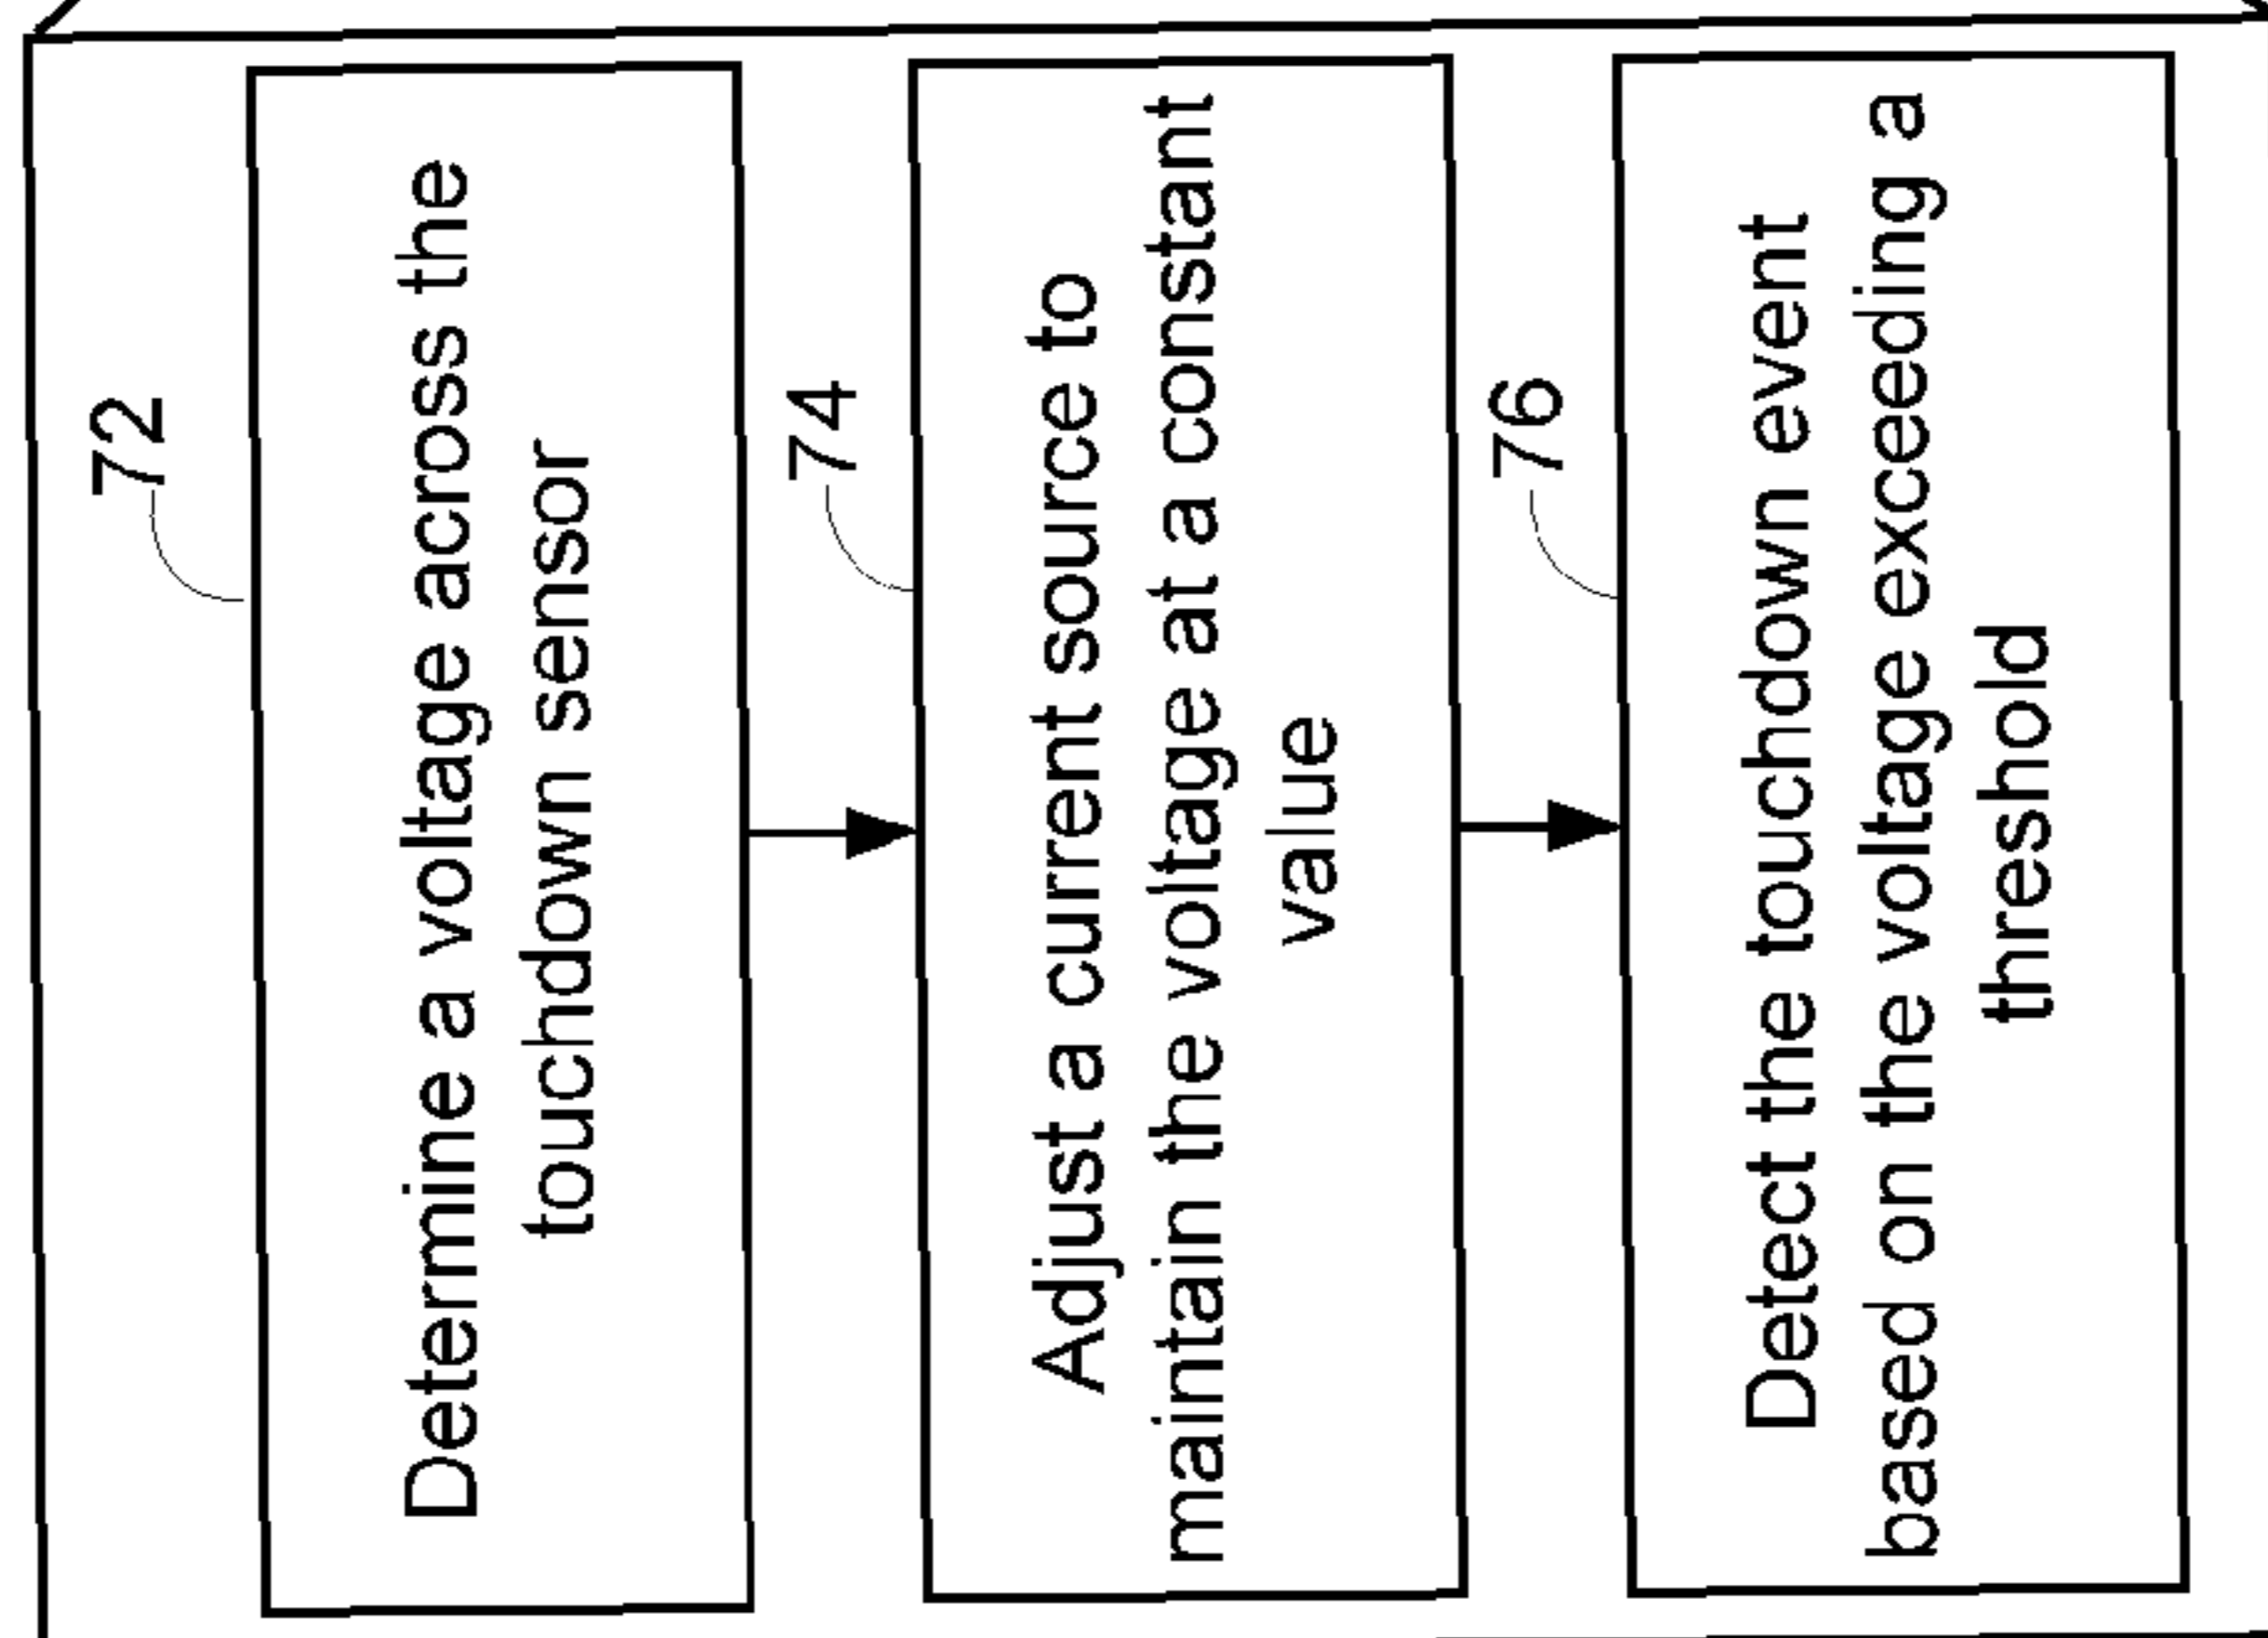 72
Determine a voltage across the
touchdown sensor
74
Adjust a current source to
maintain the voltage at a constant
value
76
Detect the touchdown event
based on the voltage exceeding a
threshold